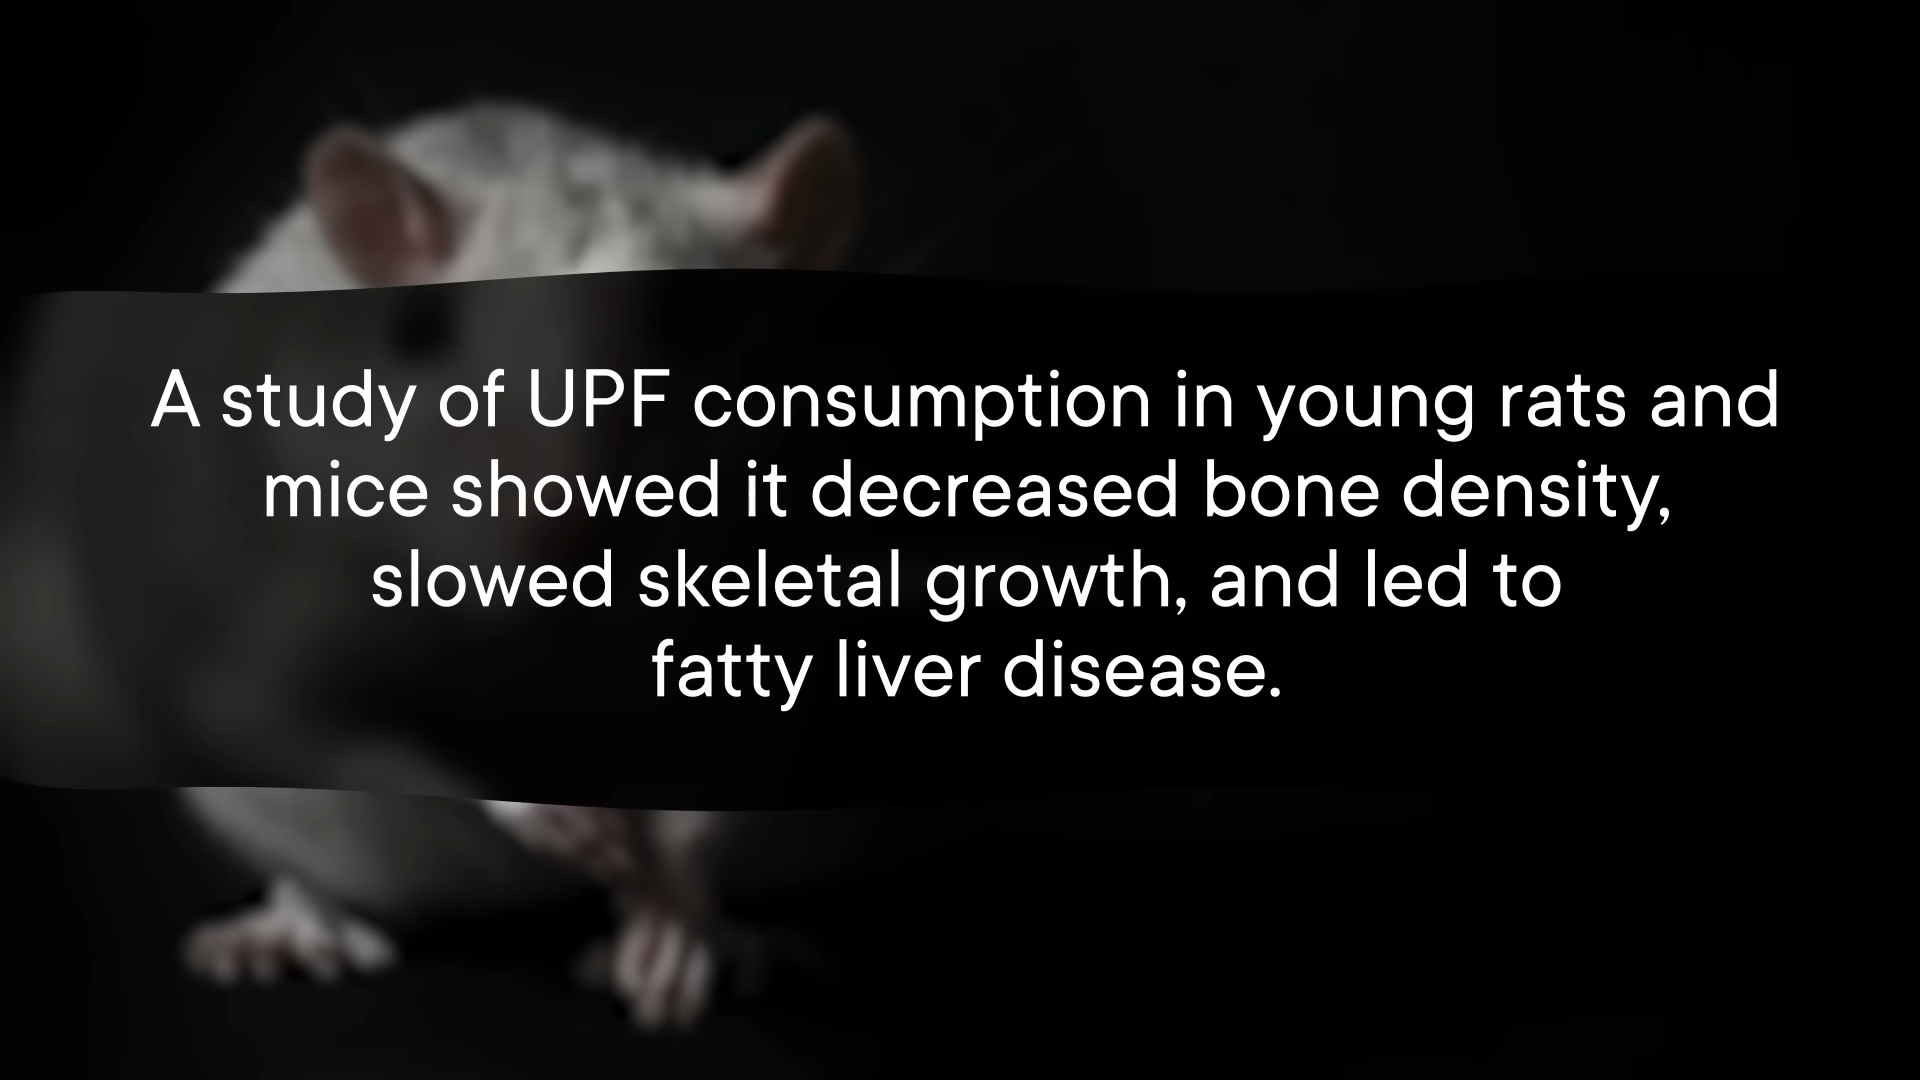 A study of UPF consumption in young rats and
mice showed it decreased bone density,
slowed skeletal growth, and led to
fatty liver disease.